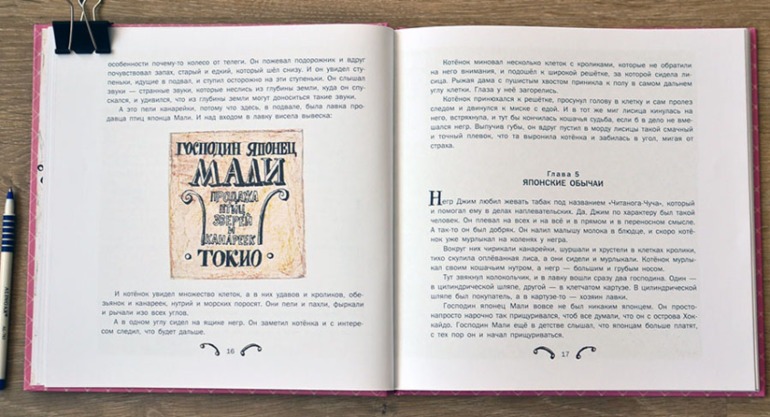 особенности почему-то колесо от телеги. Он пожевал подорожник и вдруг
почувствовал запах, старый и едкий, который шёл снизу. И он увидел сту-
пеньки, идущие в подвал, и ступил осторожно на эти ступеньки. Он слышал
звуки — странные звуки, которые неслись из глубины земли, куда он спу-
скался, и удивился, что из глубины земли могут доноситься такие звуки.
А это пели канарейки, потому что здесь, в подвале, была лавка про-
давца птиц японца Мали. И над входом в лавку висела вывеска:
ГОСПОДИН ЯПОНЕЦ
МАЛИ
ПРОДАЖА
ПТИЦ
ЗВЕРЕЙ
И
КАНАРЕЕК
ТОКИО
И котёнок увидел множество клеток, а в них удавов и кроликов, обе-
зьянок и канареек, нутрий и морских поросят. Они пели и пахли, фыркали
и рычали изо всех углов.
А в одном углу сидел на ящике негр. Он заметил котёнка и с инте-
ресом следил, что будет дальше.
16
Котёнок миновал несколько клеток с кроликами, которые не обратили
на него внимания, и подошёл к широкой решётке, за которой сидела ли-
сица. Рыжая дама с пушистым хвостом приникла к полу в самом дальнем
углу клетки. Глаза у неё загорелись.
Котёнок принюхался к решётке, просунул голову в клетку и сам пролез
следом и двинулся к миске с едой. И в тот же миг лисица кинулась на него,
встряхнула, и тут бы кончилась кошачья судьба, если б в дело не вме-
шался негр. Выпучив губы, он вдруг пустил в морду лисицы такой смачный
и точный плевок, что та выронила котёнка и забилась в угол, мигая от
страха.
Глава 5
ЯПОНСКИЕ ОБЫЧАИ
Негр Джим любил жевать табак под названием «Читанога-Чуча», который
и помогал ему в делах наплевательских. Да, Джим по характеру был такой
человек. Он плевал на всех и на всё и в прямом и в переносном смысле.
А так-то он был добряк. Он налил малышу молока в блюдце, и скоро котё-
нок уже мурлыкал на коленях у негра.
Вокруг них чирикали канарейки, шуршали и хрустели в клетках кролики,
тихо скулила оплёванная лиса, а они сидели и мурлыкали. Котёнок мурлы-
кал своим кошачьим нутром, а негр — большим и грубым носом.
Тут звякнул колокольчик, и в лавку вошли сразу два господина. Один —
в цилиндрической шляпе, другой — в клетчатом картузе. В цилиндрической
шляпе был покупатель, а в картузе-то — хозяин лавки.
Господин японец Мали вовсе не был никаким японцем. Он просто-
напросто нарочно так прищуривался, чтоб все думали, что он с острова Хок-
кайдо. Господин Мали ещё в детстве слышал, что японцам больше платят,
с тех пор он и начал прищуриваться.
17